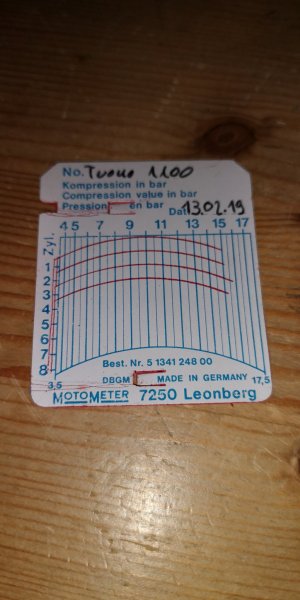 No. Tuono 1100
Kompression in bar
Compression value in bar
Pression en bar Dat 13.02.19
4 5 7 9 11 13 15 17
Zyl.
1
2
3
4
5
6
7
8
3,5 17,5
Best. Nr. 5 1341 248 00
DBGM MADE IN GERMANY
MOTOMETER 7250 Leonberg